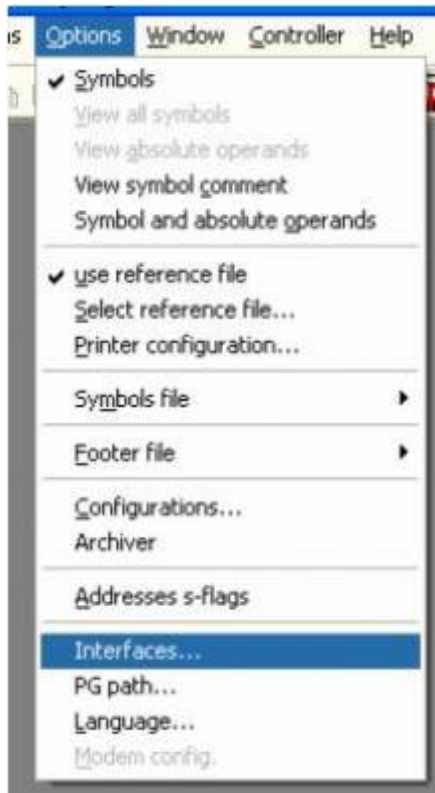 Options Window Controller Help
Symbols
View all symbols
View absolute operands
View symbol comment
Symbol and absolute operands
use reference file
Select reference file...
Printer configuration...
Symbols file
Footer file
Configurations...
Archiver
Addresses s-flags
Interfaces...
PG path...
Language...
Modem config.